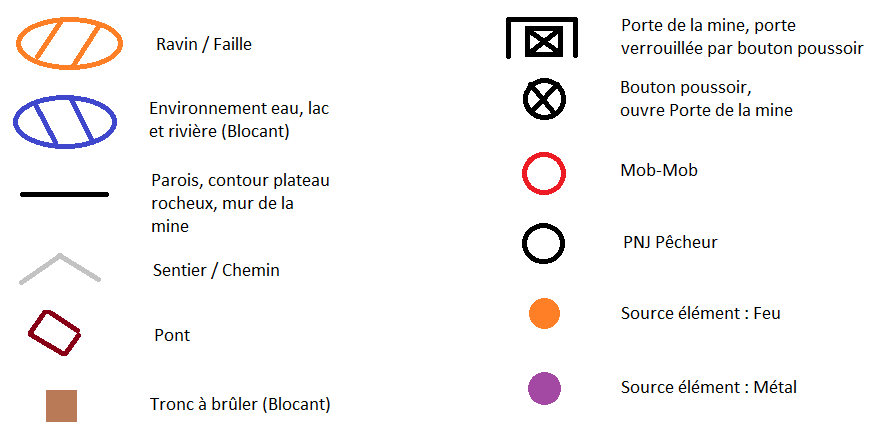 Ravin / Faille
Environnement eau, lac
et rivière (Blocant)
Parois, contour plateau
rocheux, mur de la
mine
Sentier / Chemin
Pont
Tronc à brûler (Blocant)
Porte de la mine, porte
verrouillée par bouton poussoir
Bouton poussoir,
ouvre Porte de la mine
Mob-Mob
PNJ Pêcheur
Source élément : Feu
Source élément : Métal